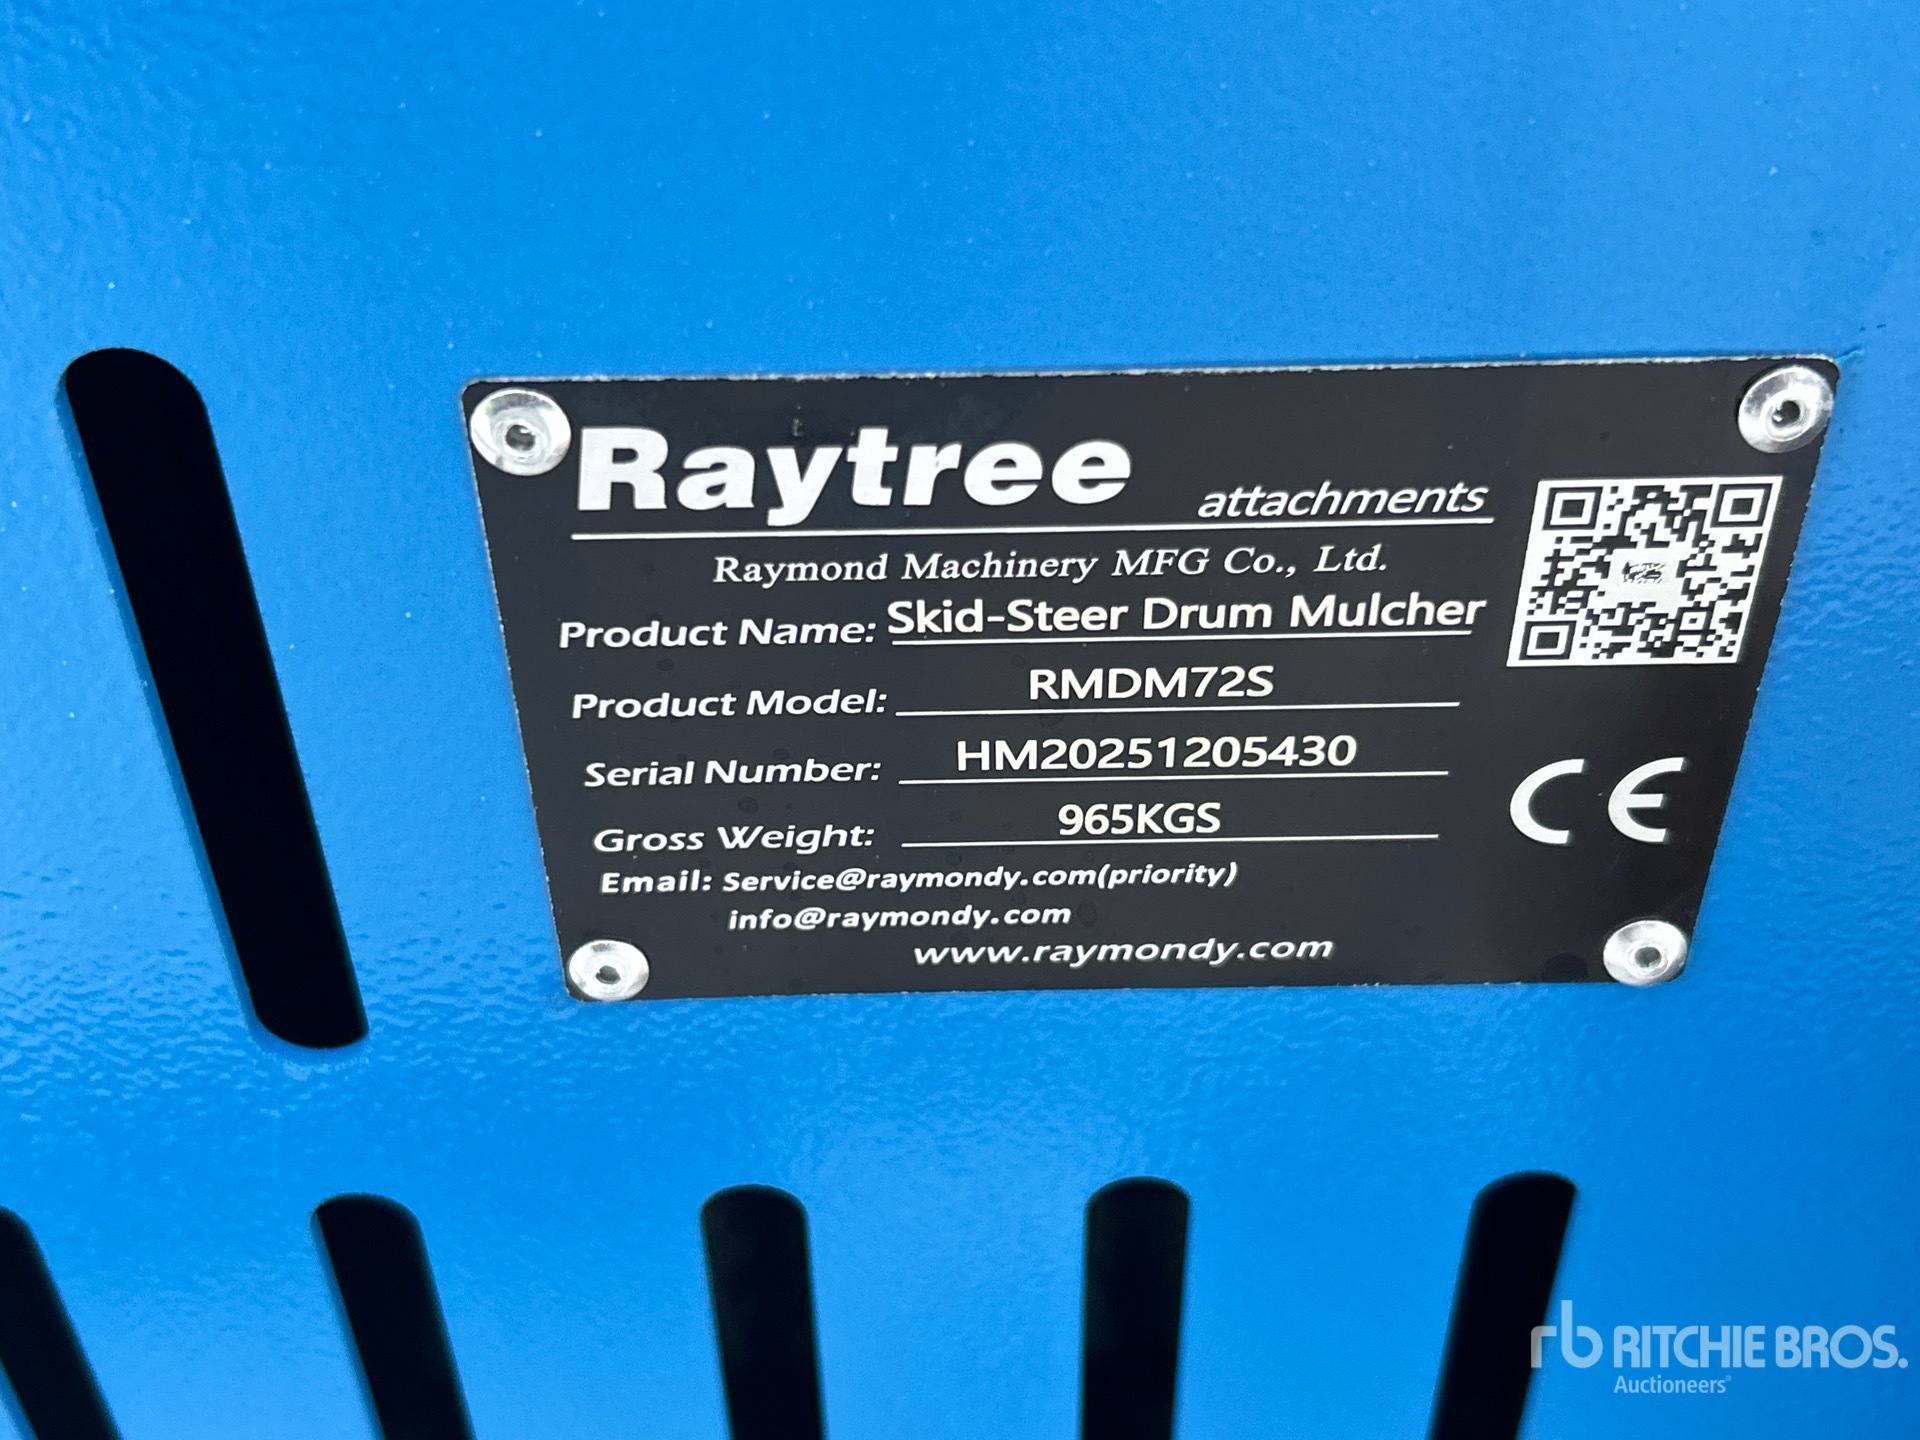 Raytree attachments
Raymond Machinery MFG Co., Ltd.
Product Name: Skid-Steer Drum Mulcher
Product Model: RMDM72S
Serial Number: HM20251205430
Gross Weight: 965KGS
CE
Email: Service@raymondy.com(priority)
info@raymondy.com
www.raymondy.com
rb RITCHIE BROS.
Auctioneers®